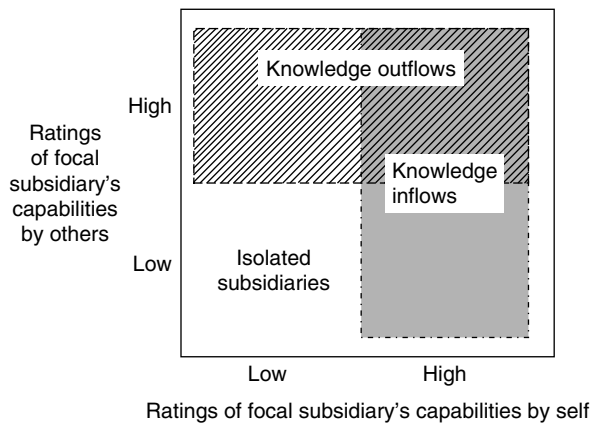 Knowledge outflows
High
Ratings
of focal
subsidiary's
capabilities
by others
Knowledge
inflows
Low
Isolated
subsidiaries
Low
High
Ratings of focal subsidiary's capabilities by self